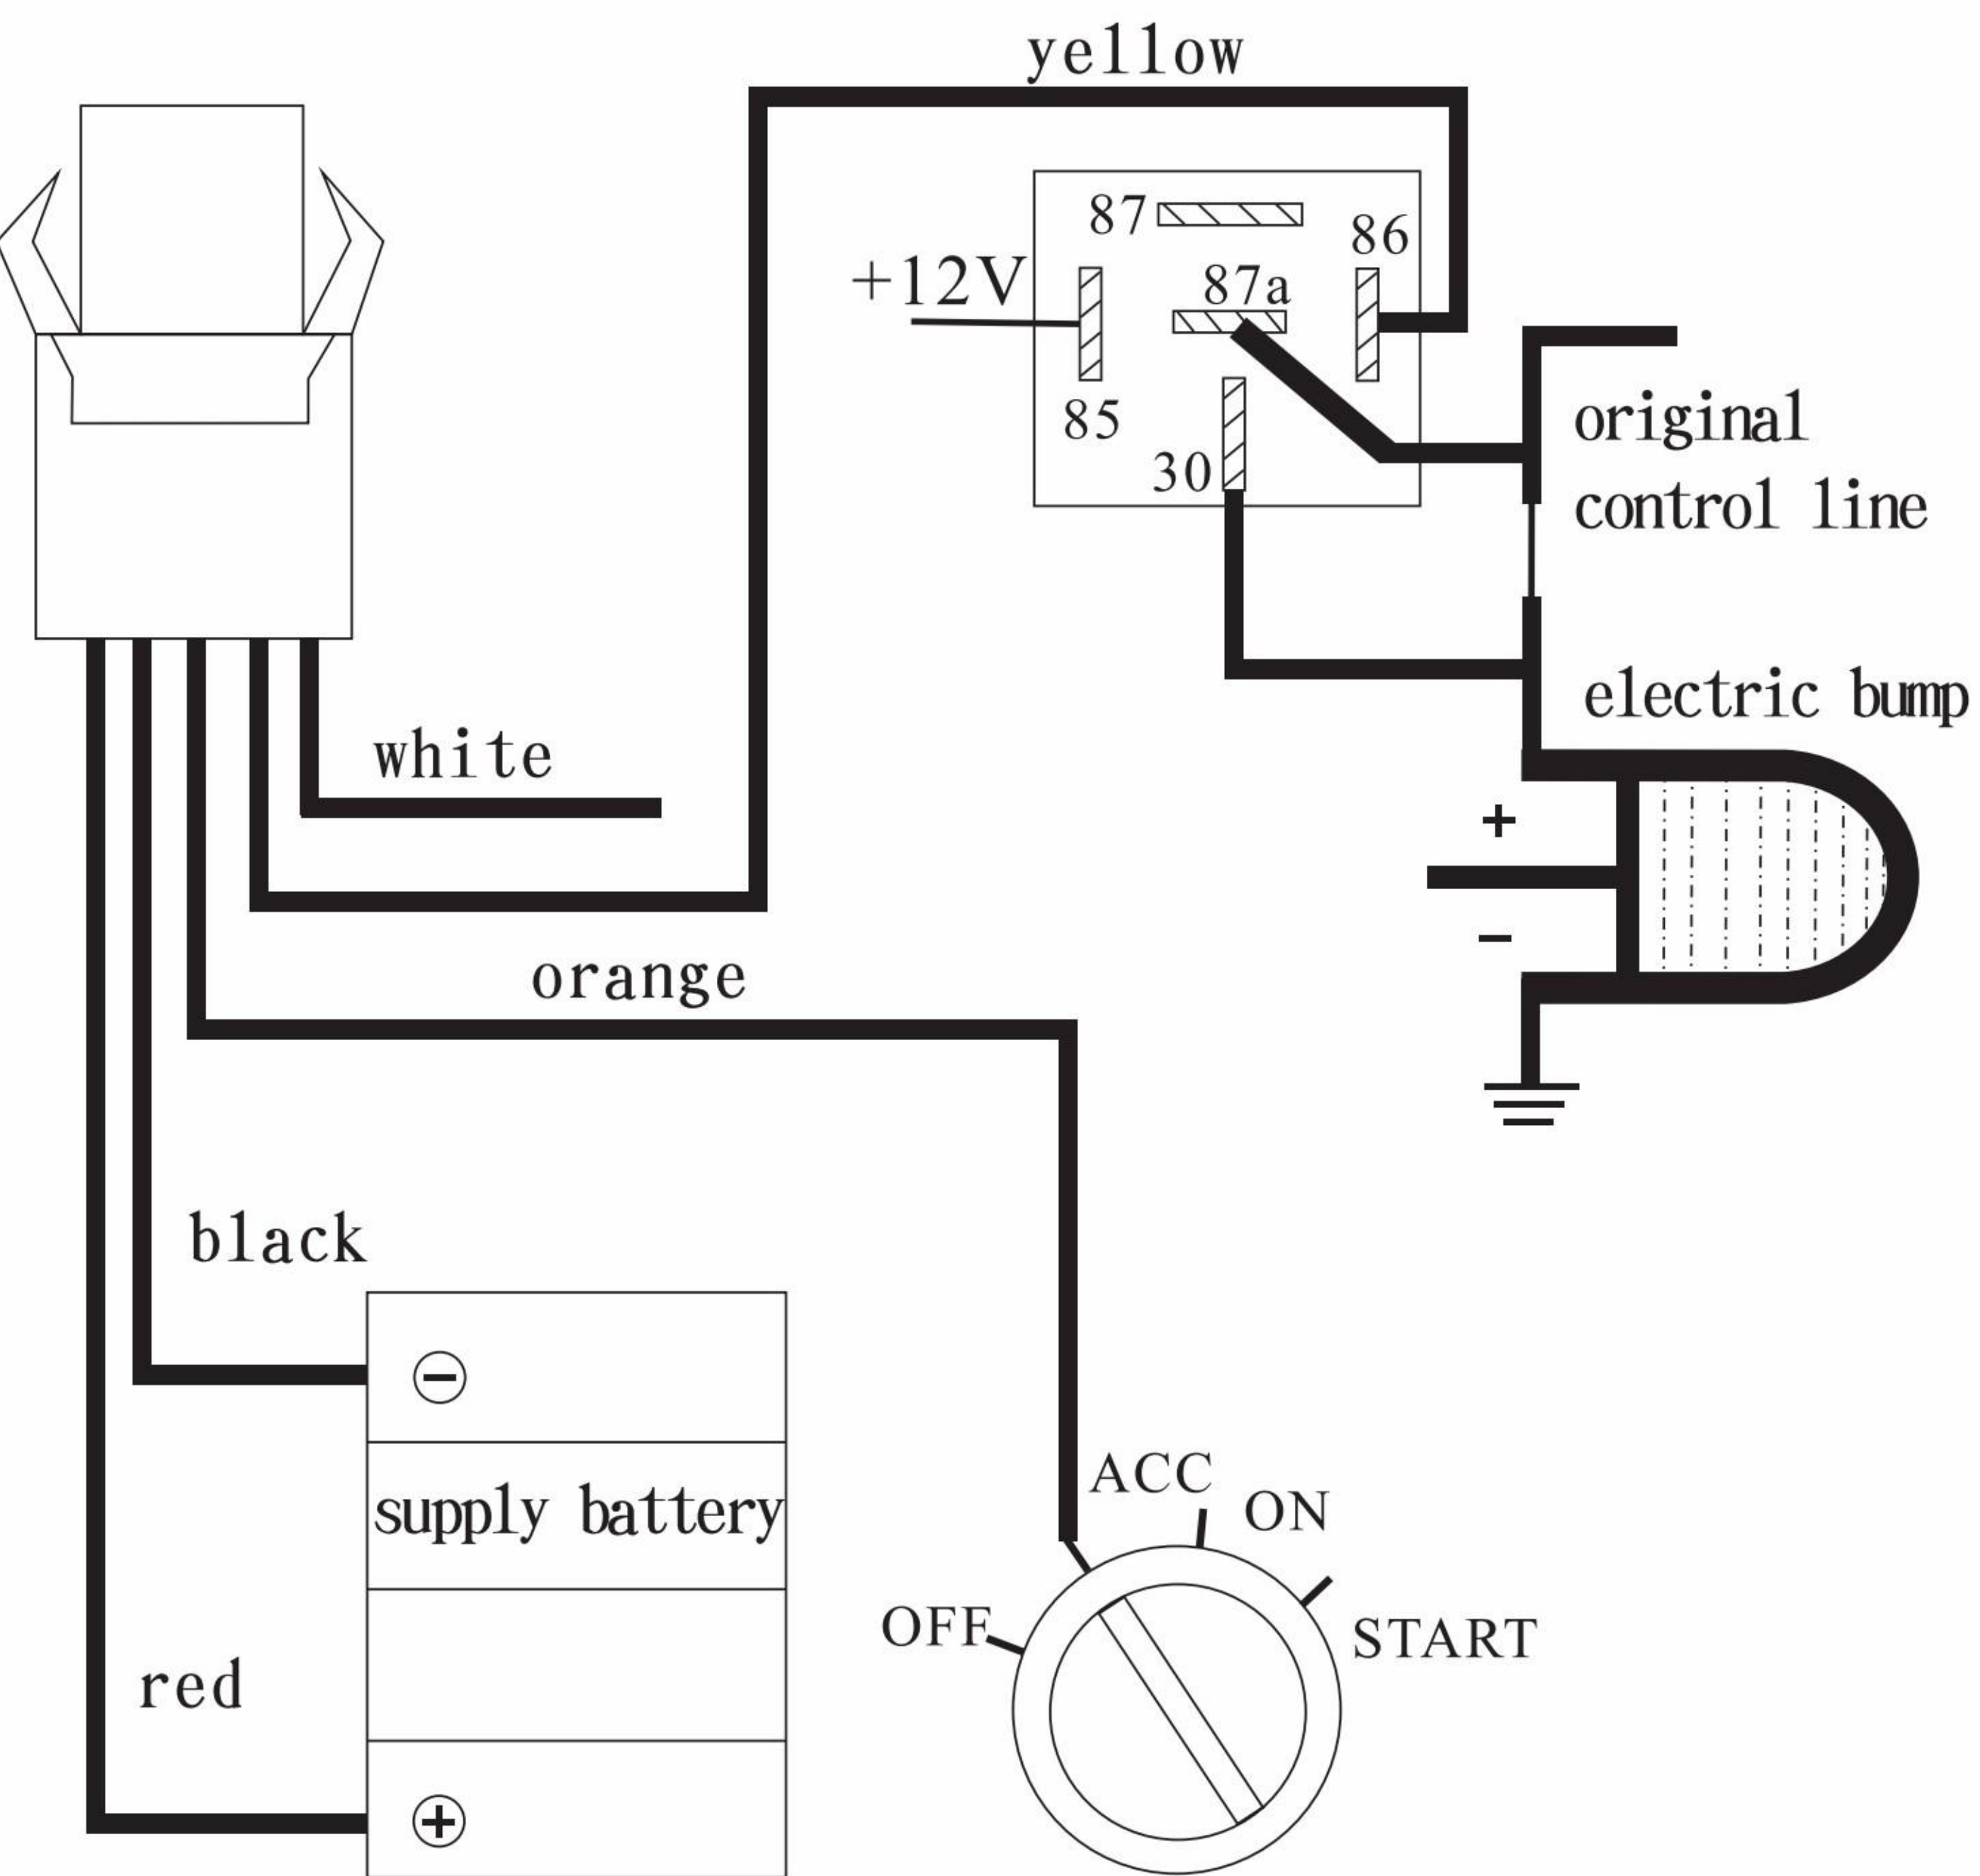 yellow
87
86
+12V
87a
85
30
original
control line
electric bump
white
+
−
orange
black
−
supply battery
ACC
ON
OFF
START
red
+